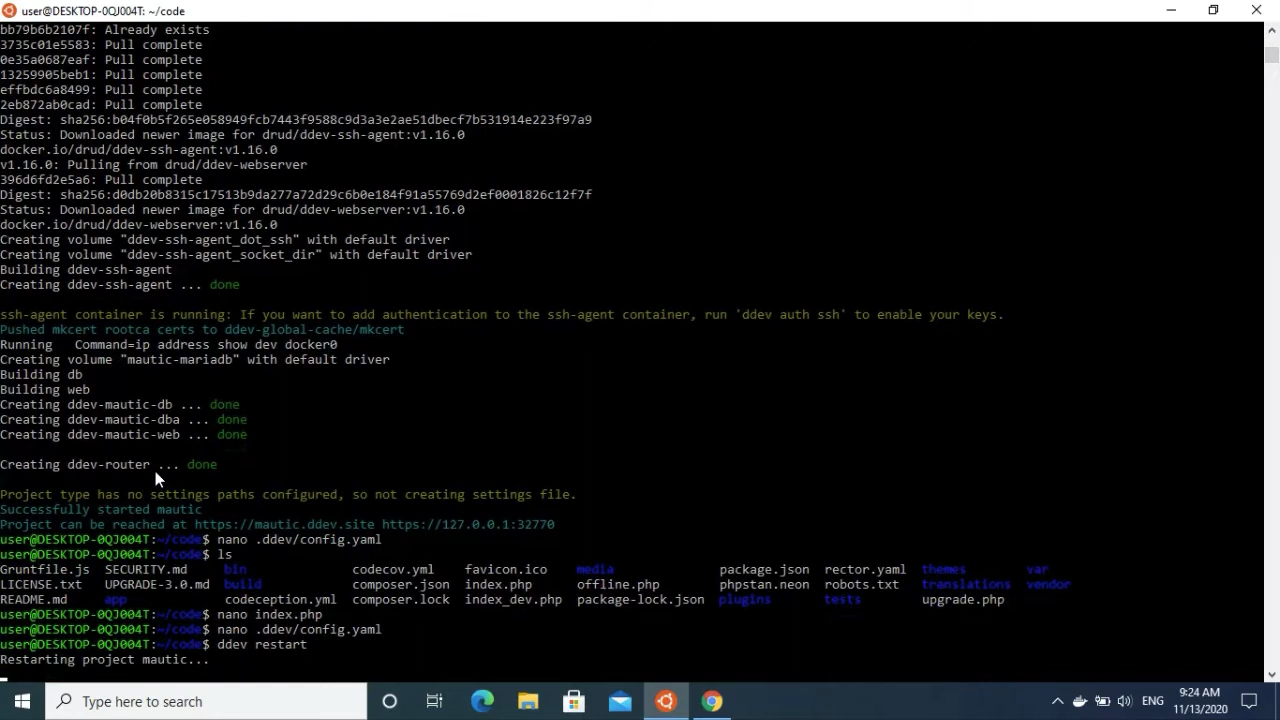 user@DESKTOP-0QJ004T: ~/code
bb79b6b2107f: Already exists
3735c01e5583: Pull complete
0e35a0687eaf: Pull complete
13259905beb1: Pull complete
effbdc6a8499: Pull complete
2eb872ab0cad: Pull complete
Digest: sha256:b04f0b5f265e058949fcb7443f9588c9d3a3e2ae51dbecf7b531914e223f97a9
Status: Downloaded newer image for drud/ddev-ssh-agent:v1.16.0
docker.io/drud/ddev-ssh-agent:v1.16.0
v1.16.0: Pulling from drud/ddev-webserver
396d6fd2e5a6: Pull complete
Digest: sha256:d0db20b8315c17513b9da277a72d29c6b0e184f91a55769d2ef0001826c12f7f
Status: Downloaded newer image for drud/ddev-webserver:v1.16.0
docker.io/drud/ddev-webserver:v1.16.0
Creating volume "ddev-ssh-agent_dot_ssh" with default driver
Creating volume "ddev-ssh-agent_socket_dir" with default driver
Building ddev-ssh-agent
Creating ddev-ssh-agent ... done
ssh-agent container is running: If you want to add authentication to the ssh-agent container, run 'ddev auth ssh' to enable your keys.
Pushed mkcert rootca certs to ddev-global-cache/mkcert
Running   Command=ip address show dev docker0
Creating volume "mautic-mariadb" with default driver
Building db
Building web
Creating ddev-mautic-db ... done
Creating ddev-mautic-dba ... done
Creating ddev-mautic-web ... done
Creating ddev-router ... done
Project type has no settings paths configured, so not creating settings file.
Successfully started mautic
Project can be reached at https://mautic.ddev.site https://127.0.0.1:32770
user@DESKTOP-0QJ004T:~/code$ nano .ddev/config.yaml
user@DESKTOP-0QJ004T:~/code$ ls
Gruntfile.js  SECURITY.md     bin              codecov.yml    favicon.ico    media              package.json  rector.yaml  themes        var
LICENSE.txt   UPGRADE-3.0.md  build            composer.json  index.php      offline.php        phpstan.neon  robots.txt   translations  vendor
README.md     app             codeception.yml  composer.lock  index_dev.php  package-lock.json  plugins       tests        upgrade.php
user@DESKTOP-0QJ004T:~/code$ nano index.php
user@DESKTOP-0QJ004T:~/code$ nano .ddev/config.yaml
user@DESKTOP-0QJ004T:~/code$ ddev restart
Restarting project mautic...
Type here to search
ENG
9:24 AM
11/13/2020